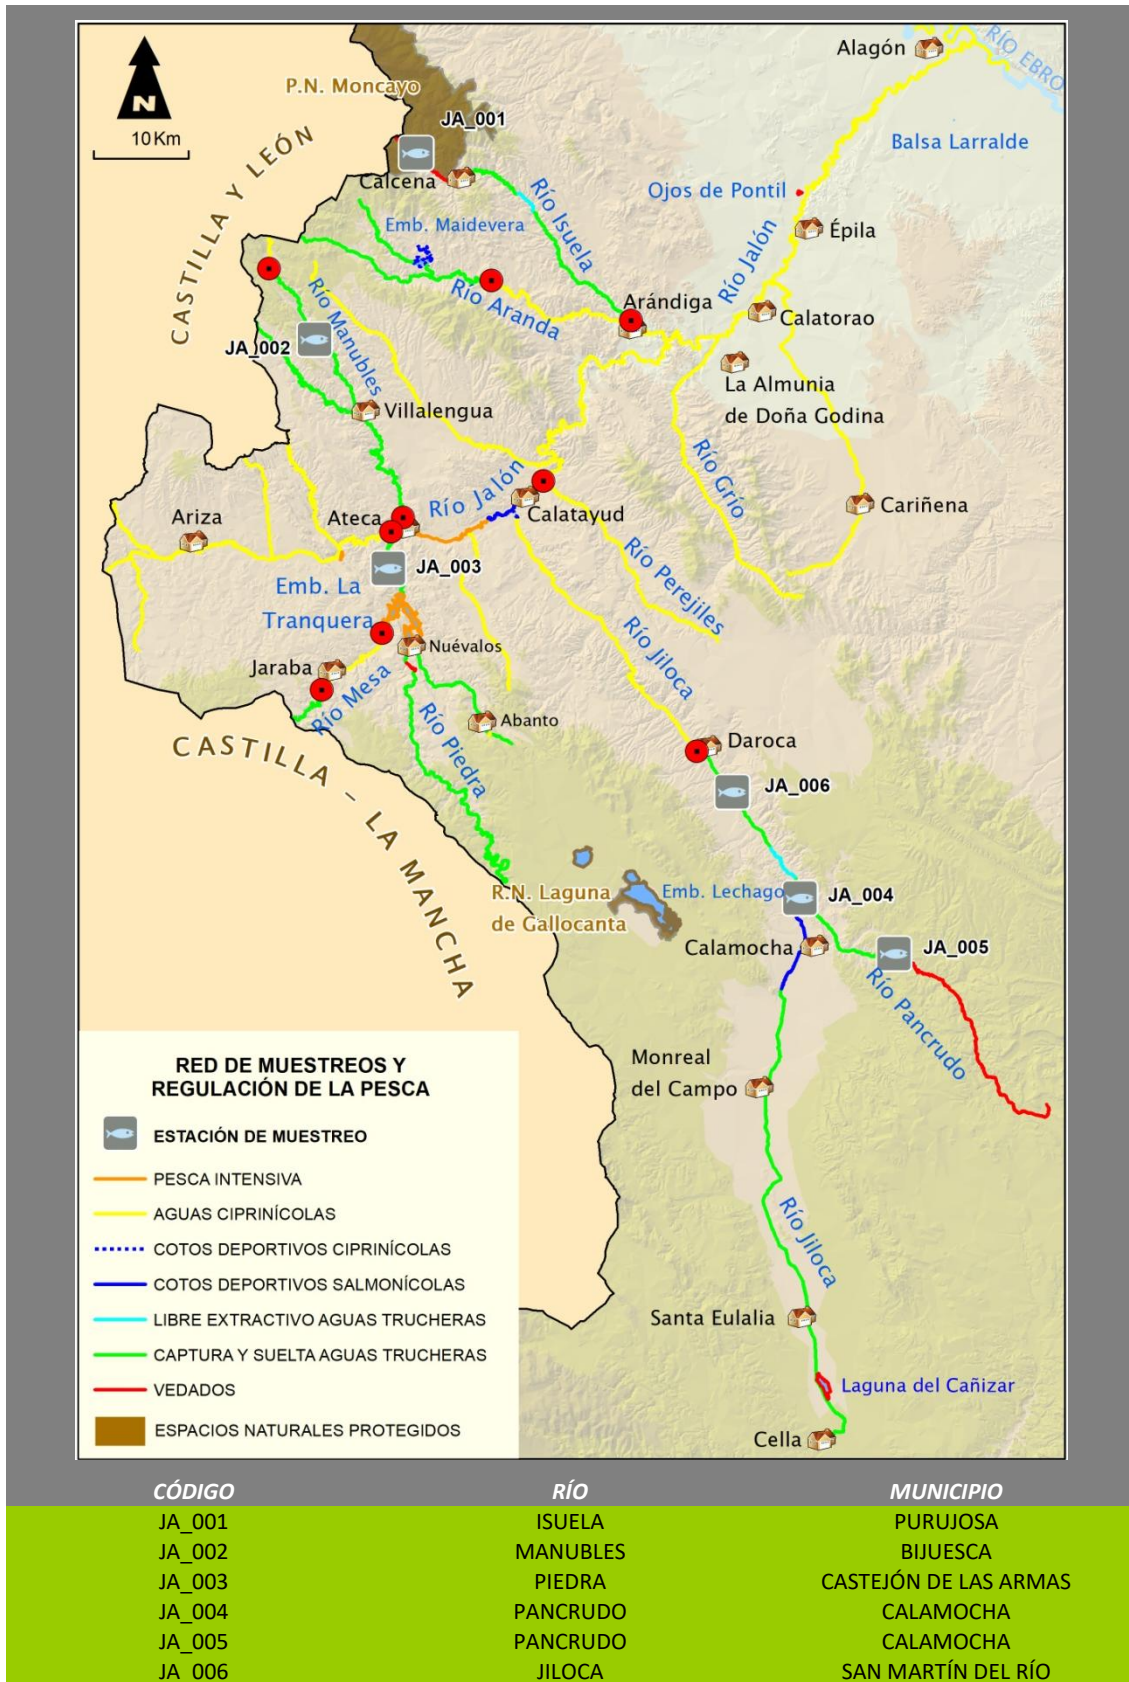 P.N. Moncayo
JA_001
Alagón
RÍO EBRO
N
10 Km
CASTILLA Y LEÓN
Balsa Larralde
Calcena
Río Isuela
Ojos de Pontil
Emb. Maidevera
Épila
Río Jalón
Río Manubles
Río Aranda
Arándiga
Calatorao
JA_002
La Almunia
de Doña Godina
Villalengua
Río Grío
Río Jalón
Ariza
Ateca
Calatayud
Cariñena
JA_003
Río Perejiles
Emb. La
Tranquera
Río Jiloca
Nuévalos
Jaraba
Río Mesa
Río Piedra
Abanto
Daroca
CASTILLA - LA MANCHA
JA_006
R.N. Laguna
de Gallocanta
Emb. Lechago
JA_004
Calamocha
JA_005
Río Pancrudo
Monreal
del Campo
Río Jiloca
Santa Eulalia
Laguna del Cañizar
Cella
RED DE MUESTREOS Y
REGULACIÓN DE LA PESCA
ESTACIÓN DE MUESTREO
PESCA INTENSIVA
AGUAS CIPRINÍCOLAS
COTOS DEPORTIVOS CIPRINÍCOLAS
COTOS DEPORTIVOS SALMONÍCOLAS
LIBRE EXTRACTIVO AGUAS TRUCHERAS
CAPTURA Y SUELTA AGUAS TRUCHERAS
VEDADOS
ESPACIOS NATURALES PROTEGIDOS
CÓDIGO RÍO MUNICIPIO
JA_001 ISUELA PURUJOSA
JA_002 MANUBLES BIJUESCA
JA_003 PIEDRA CASTEJÓN DE LAS ARMAS
JA_004 PANCRUDO CALAMOCHA
JA_005 PANCRUDO CALAMOCHA
JA_006 JILOCA SAN MARTÍN DEL RÍO